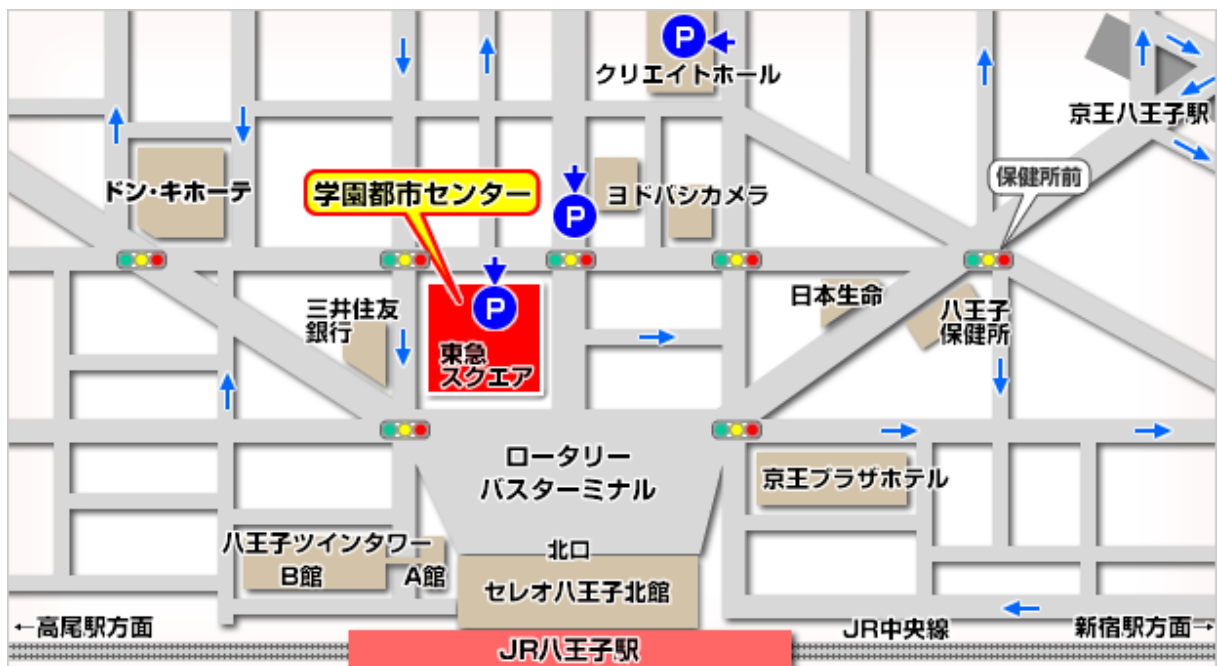 P
クリエイトホール
京王八王子駅
ドン・キホーテ
学園都市センター
P
ヨドバシカメラ
保健所前
P
三井住友
銀行
東急
スクエア
日本生命
八王子
保健所
ロータリー
バスターミナル
京王プラザホテル
八王子ツインタワー
B館
A館
北口
セレオ八王子北館
←高尾駅方面
JR八王子駅
JR中央線
新宿駅方面→